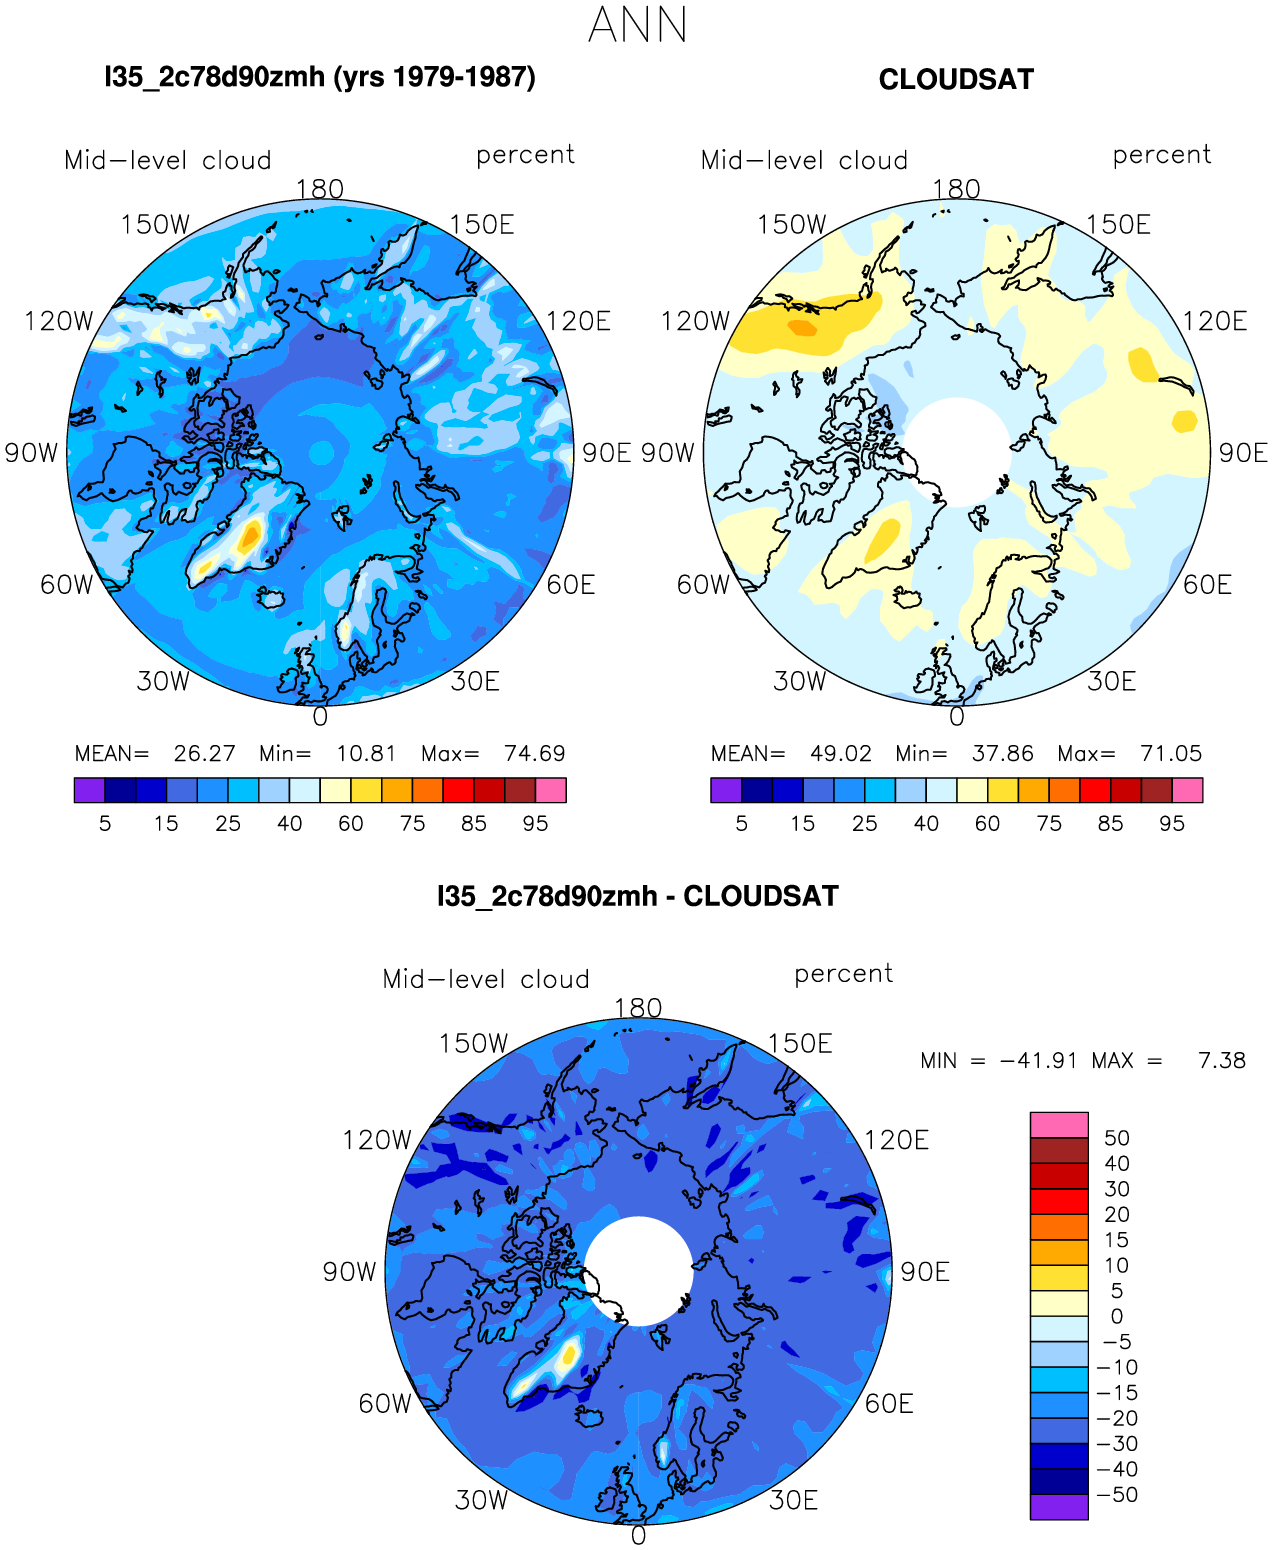 ANN
l35_2c78d90zmh (yrs 1979-1987)
CLOUDSAT
Mid-level cloud percent
Mid-level cloud percent
180
150W 150E
120W 120E
90W 90E
60W 60E
30W 30E
0
180
150W 150E
120W 120E
90W 90E
60W 60E
30W 30E
0
MEAN= 26.27 Min= 10.81 Max= 74.69
5 15 25 40 60 75 85 95
MEAN= 49.02 Min= 37.86 Max= 71.05
5 15 25 40 60 75 85 95
l35_2c78d90zmh - CLOUDSAT
Mid-level cloud percent
180
150W 150E
120W 120E
90W 90E
60W 60E
30W 30E
0
MIN = -41.91 MAX = 7.38
50
40
30
20
15
10
5
0
-5
-10
-15
-20
-30
-40
-50